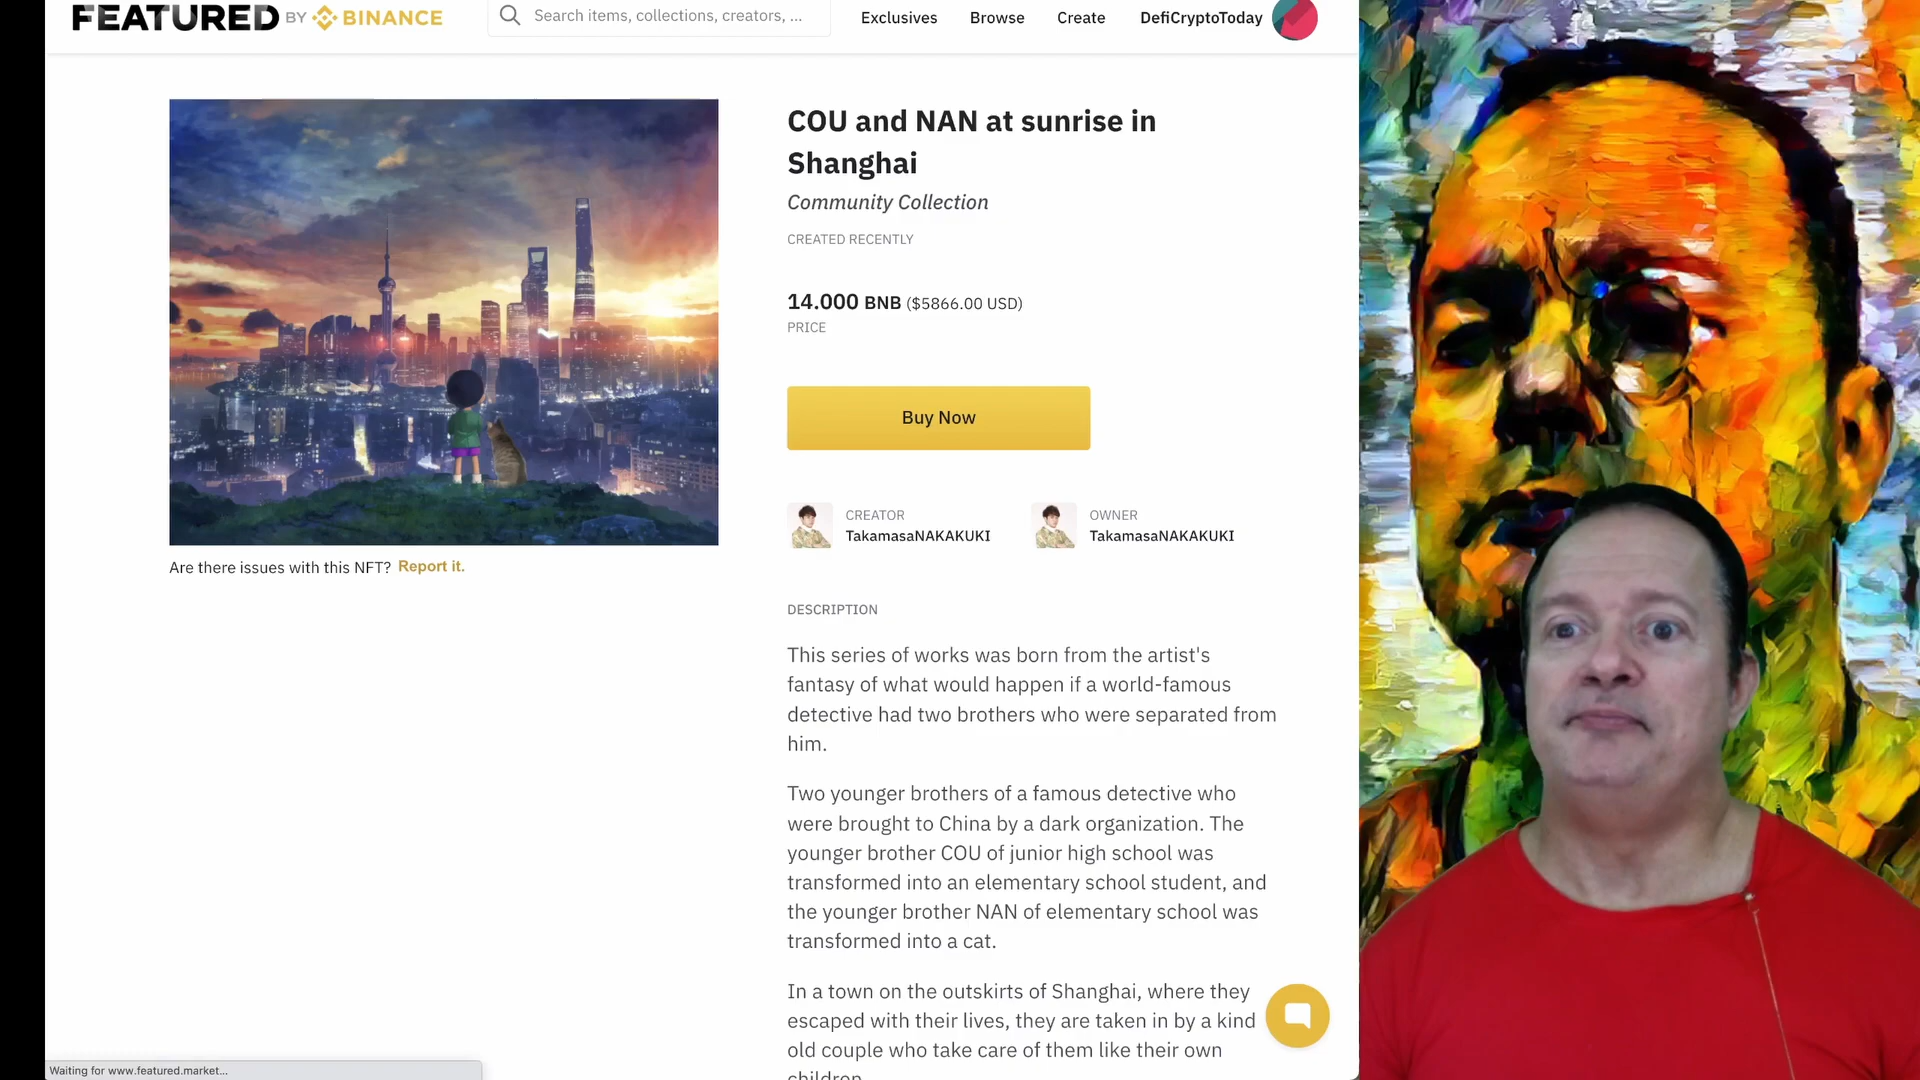 FEATURED BY BINANCE
Search items, collections, creators, ...
Exclusives
Browse
Create
DefiCryptoToday
COU and NAN at sunrise in
Shanghai
Community Collection
CREATED RECENTLY
14.000 BNB ($5866.00 USD)
PRICE
Buy Now
CREATOR
TakamasaNAKAKUKI
OWNER
TakamasaNAKAKUKI
Are there issues with this NFT? Report it.
DESCRIPTION
This series of works was born from the artist's
fantasy of what would happen if a world-famous
detective had two brothers who were separated from
him.
Two younger brothers of a famous detective who
were brought to China by a dark organization. The
younger brother COU of junior high school was
transformed into an elementary school student, and
the younger brother NAN of elementary school was
transformed into a cat.
In a town on the outskirts of Shanghai, where they
escaped with their lives, they are taken in by a kind
old couple who take care of them like their own
children
Waiting for www.featured.market...